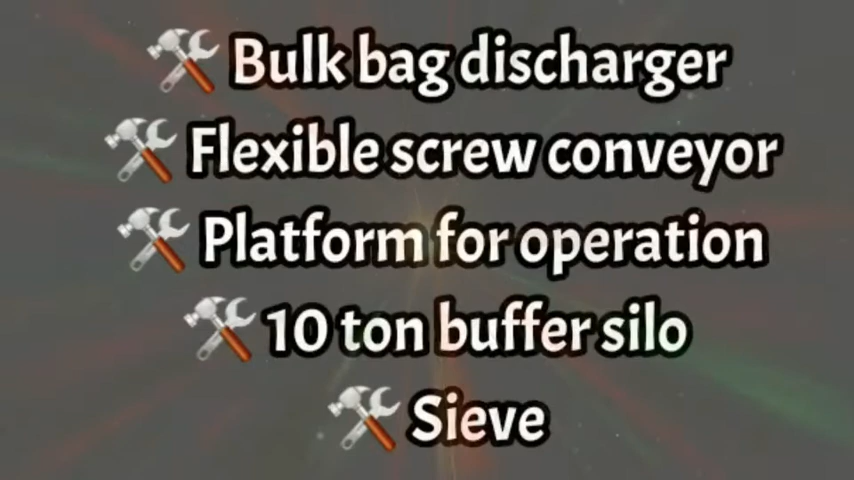 🛠️ Bulk bag discharger
🛠️ Flexible screw conveyor
🛠️ Platform for operation
🛠️ 10 ton buffer silo
🛠️ Sieve